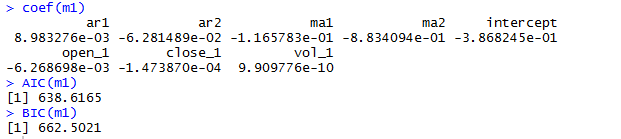 > coef(m1)
ar1 ar2 ma1 ma2 intercept
8.983276e-03 -6.281489e-02 -1.165783e-01 -8.834094e-01 -3.868245e-01
open_1 close_1 vol_1
-6.268698e-03 -1.473870e-04 9.909776e-10
> AIC(m1)
[1] 638.6165
> BIC(m1)
[1] 662.5021